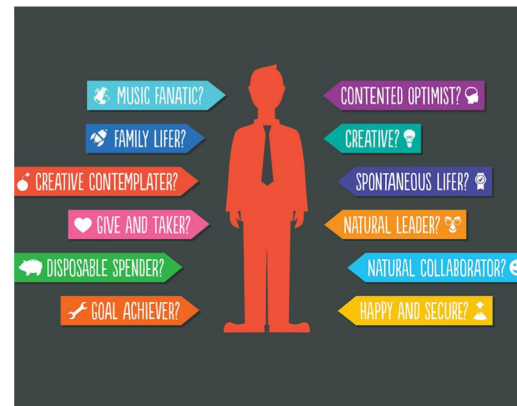 MUSIC FANATIC?
FAMILY LIFER?
CREATIVE CONTEMPLATER?
GIVE AND TAKER?
DISPOSABLE SPENDER?
GOAL ACHIEVER?
CONTENTED OPTIMIST?
CREATIVE?
SPONTANEOUS LIFER?
NATURAL LEADER?
NATURAL COLLABORATOR?
HAPPY AND SECURE?